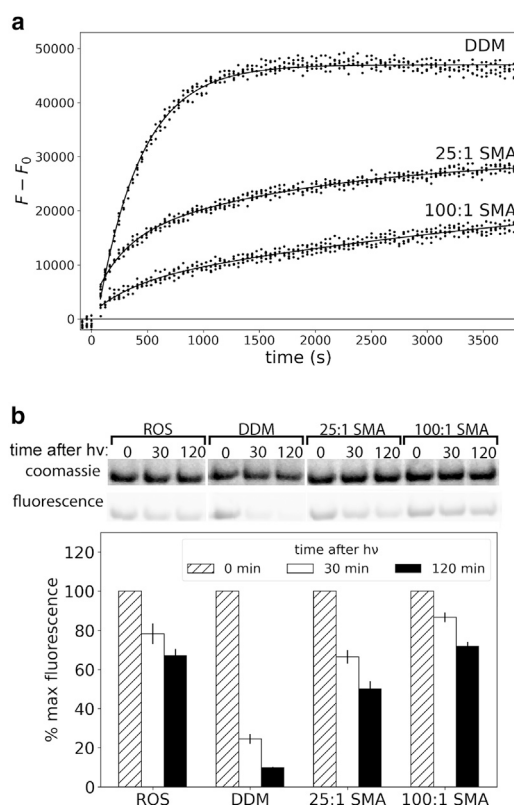 a
50000
40000
30000
20000
10000
0
F − F0
DDM
25:1 SMA
100:1 SMA
0 500 1000 1500 2000 2500 3000 3500
time (s)
b
ROS DDM 25:1 SMA 100:1 SMA
time after hv: 0 30 120 0 30 120 0 30 120 0 30 120
coomassie
fluorescence
time after hν
0 min 30 min 120 min
120
100
80
60
40
20
0
% max fluorescence
ROS DDM 25:1 SMA 100:1 SMA